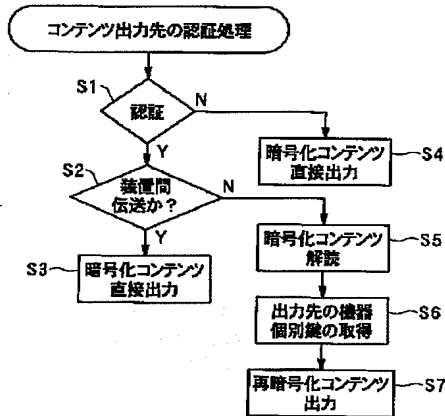 コンテンツ出力先の認証処理
S1
認証
N
Y
S4
暗号化コンテンツ
直接出力
S2
装置間
伝送か？
N
Y
S3
暗号化コンテンツ
直接出力
S5
暗号化コンテンツ
解読
S6
出力先の機器
個別鍵の取得
S7
再暗号化コンテンツ
出力